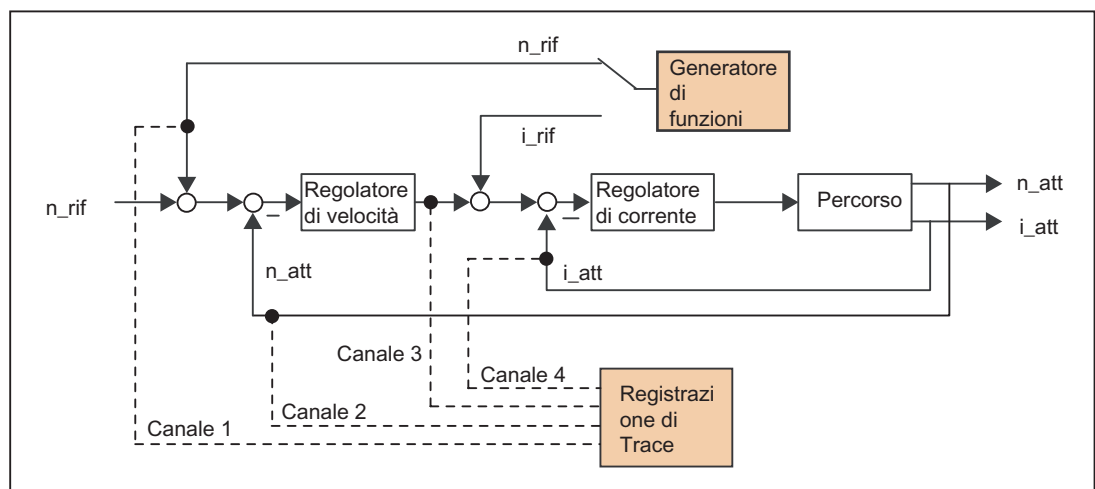 n_rif
Generatore
di
funzioni
i_rif
n_rif
Regolatore
di velocità
Regolatore
di corrente
Percorso
n_att
i_att
n_att
i_att
Canale 3
Canale 4
Canale 2
Canale 1
Registrazi
one di
Trace